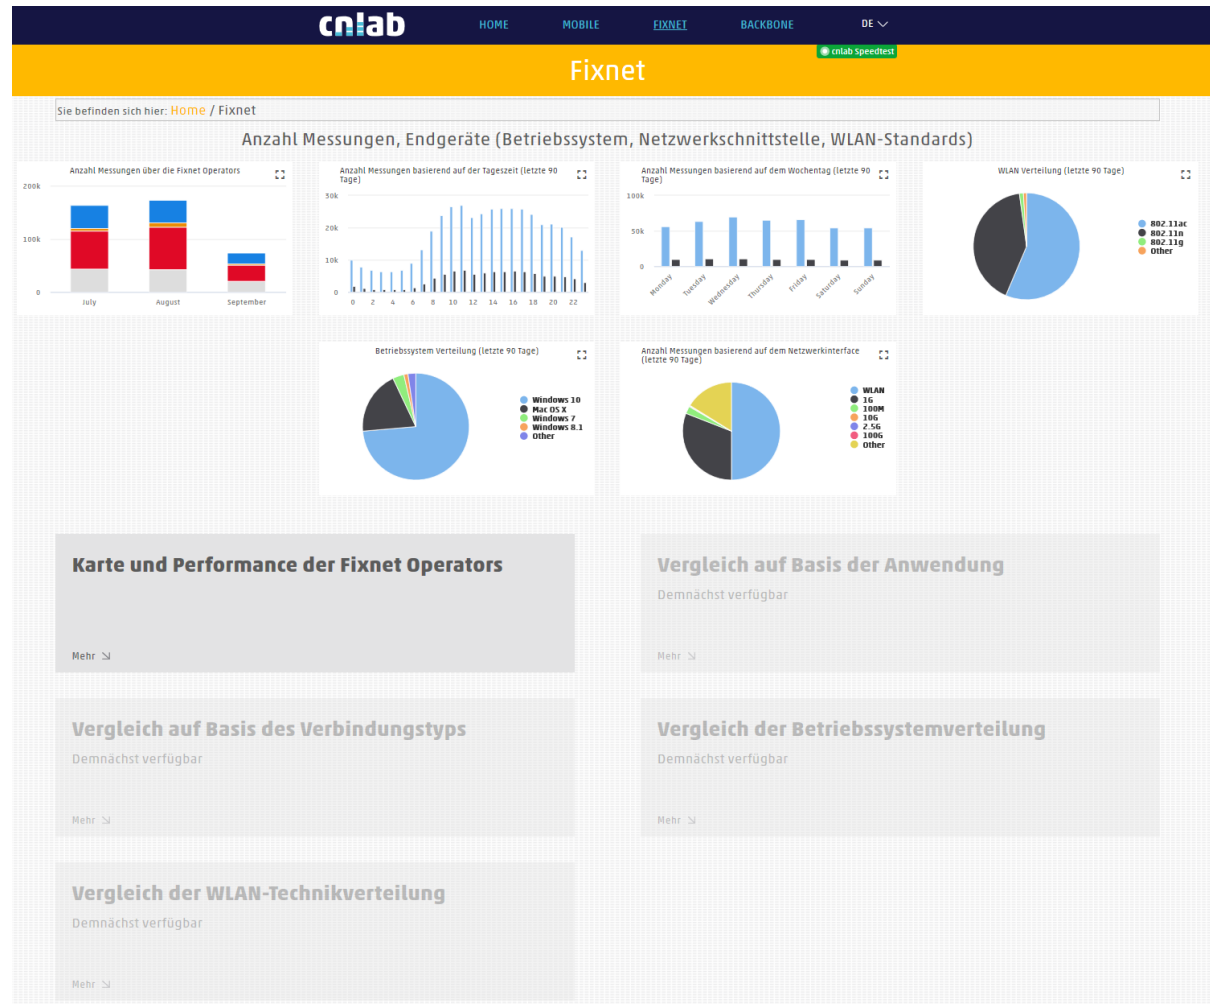 cnlab
HOME
MOBILE
FIXNET
BACKBONE
DE
cnlab Speedtest
Fixnet
Sie befinden sich hier: Home / Fixnet
Anzahl Messungen, Endgeräte (Betriebssystem, Netzwerkschnittstelle, WLAN-Standards)
Anzahl Messungen über die Fixnet Operators
200k
100k
0
July
August
September
Anzahl Messungen basierend auf der Tageszeit (letzte 90
Tage)
30k
20k
10k
0
0 2 4 6 8 10 12 14 16 18 20 22
Anzahl Messungen basierend auf dem Wochentag (letzte 90
Tage)
100k
50k
0
Monday
Tuesday
Wednesday
Thursday
Friday
Saturday
Sunday
WLAN Verteilung (letzte 90 Tage)
802.11ac
802.11n
802.11g
Other
Betriebssystem Verteilung (letzte 90 Tage)
Windows 10
Mac OS X
Windows 7
Windows 8.1
Other
Anzahl Messungen basierend auf dem Netzwerkinterface
(letzte 90 Tage)
WLAN
1G
100M
10G
2.5G
100G
Other
Karte und Performance der Fixnet Operators
Mehr
Vergleich auf Basis der Anwendung
Demnächst verfügbar
Mehr
Vergleich auf Basis des Verbindungstyps
Demnächst verfügbar
Mehr
Vergleich der Betriebssystemverteilung
Demnächst verfügbar
Mehr
Vergleich der WLAN-Technikverteilung
Demnächst verfügbar
Mehr